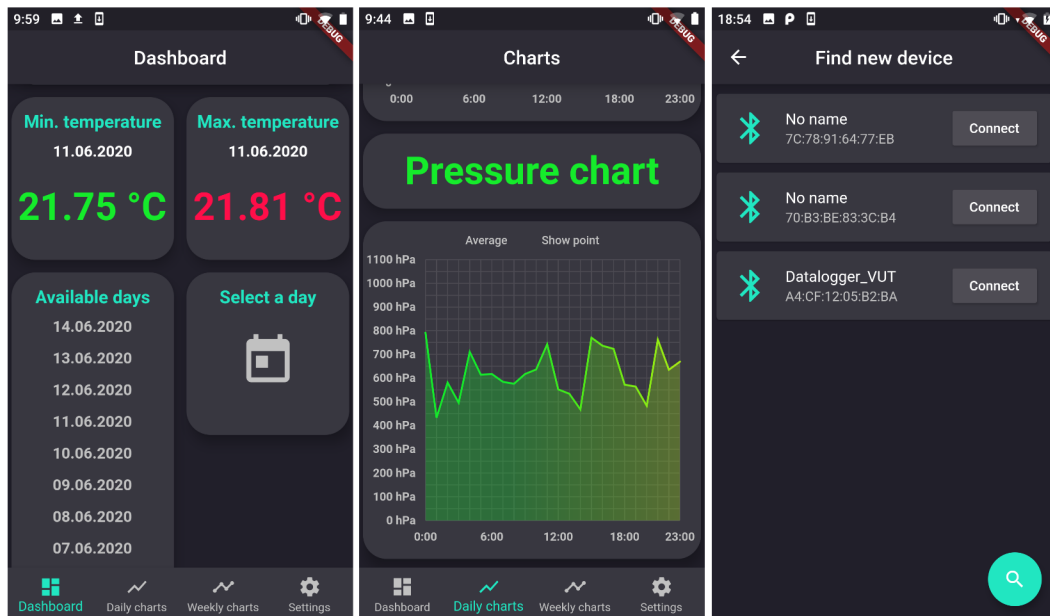 9:59
DEBUG
Dashboard
Min. temperature
11.06.2020
21.75 °C
Max. temperature
11.06.2020
21.81 °C
Available days
14.06.2020
13.06.2020
12.06.2020
11.06.2020
10.06.2020
09.06.2020
08.06.2020
07.06.2020
Select a day
Dashboard Daily charts Weekly charts Settings
9:44
DEBUG
Charts
0:00 6:00 12:00 18:00 23:00
Pressure chart
Average Show point
1100 hPa
1000 hPa
900 hPa
800 hPa
700 hPa
600 hPa
500 hPa
400 hPa
300 hPa
200 hPa
100 hPa
0 hPa
0:00 6:00 12:00 18:00 23:00
Dashboard Daily charts Weekly charts Settings
18:54
DEBUG
Find new device
No name
7C:78:91:64:77:EB
Connect
No name
70:B3:BE:83:3C:B4
Connect
Datalogger_VUT
A4:CF:12:05:B2:BA
Connect